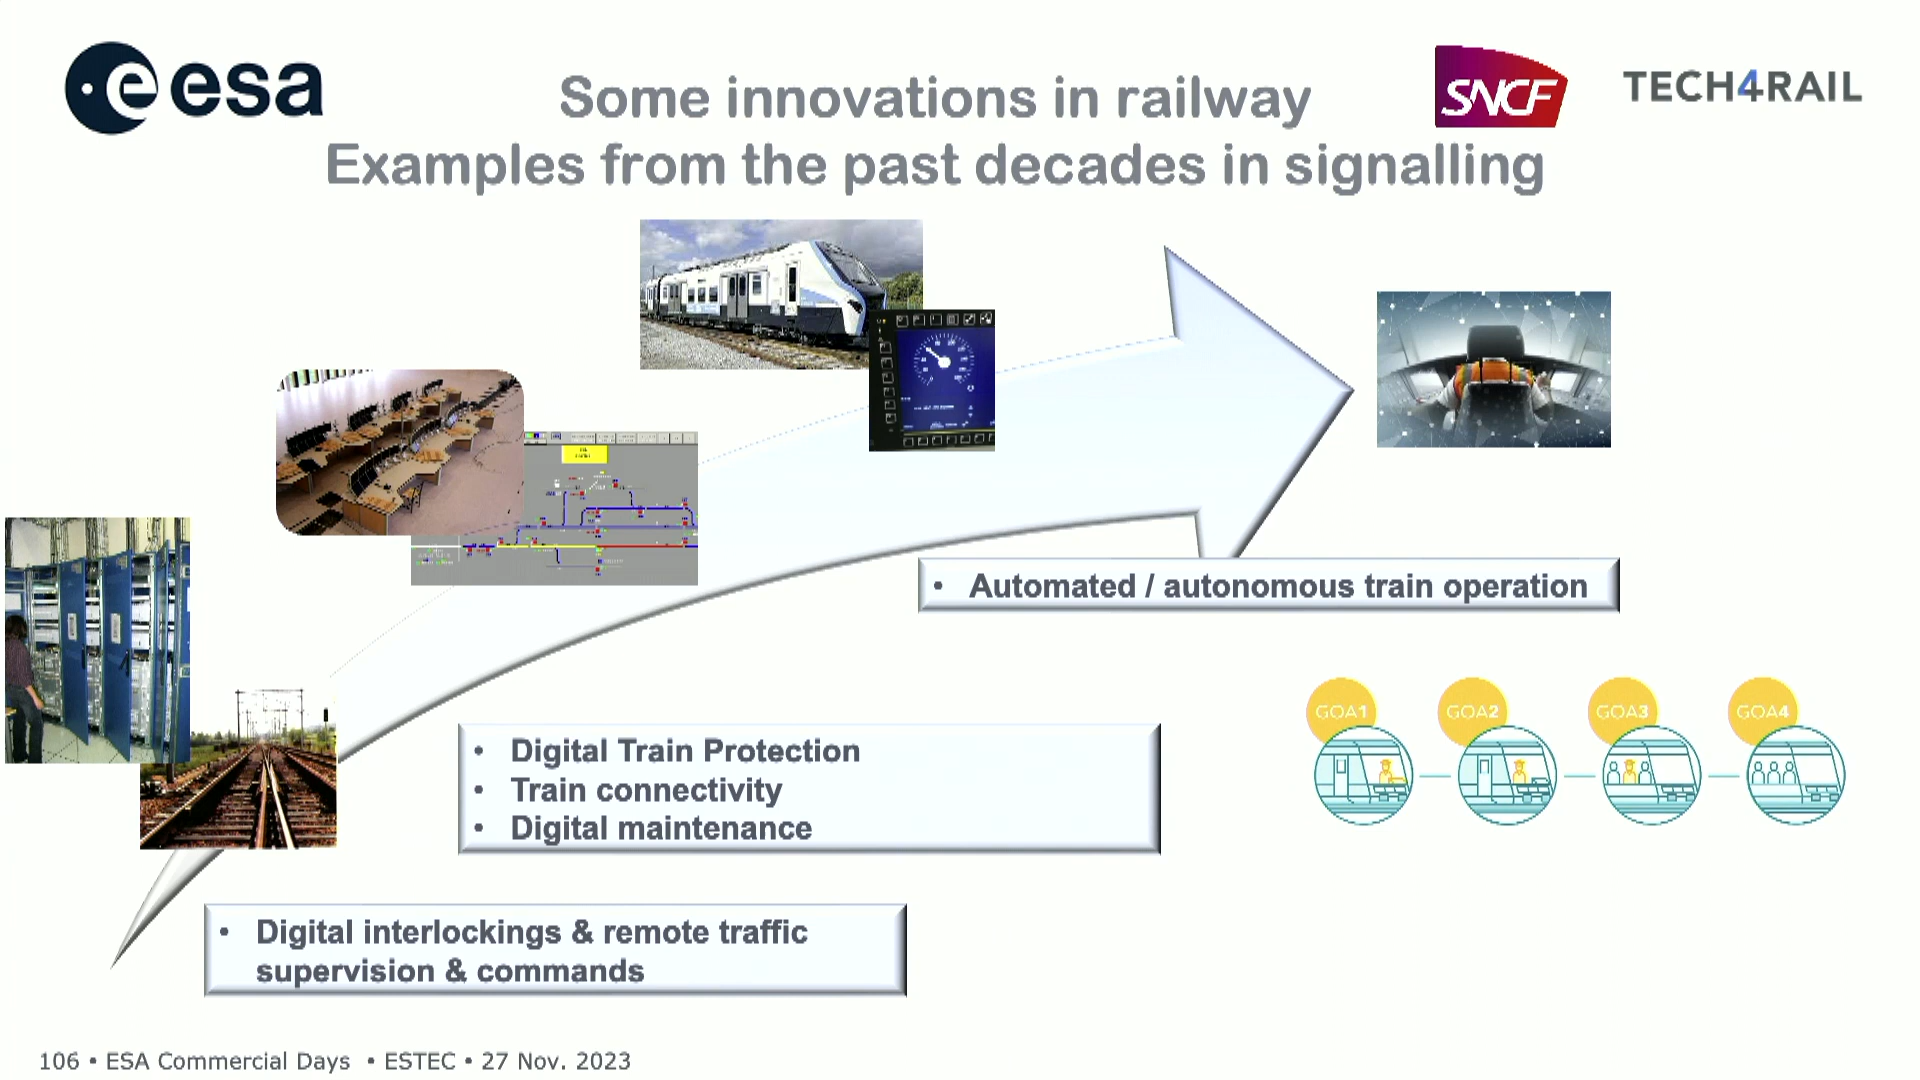 esa
Some innovations in railway
Examples from the past decades in signalling
SNCF
TECH4RAIL
• Automated / autonomous train operation
GOA1 GOA2 GOA3 GOA4
• Digital Train Protection
• Train connectivity
• Digital maintenance
• Digital interlockings & remote traffic
supervision & commands
106 • ESA Commercial Days • ESTEC • 27 Nov. 2023